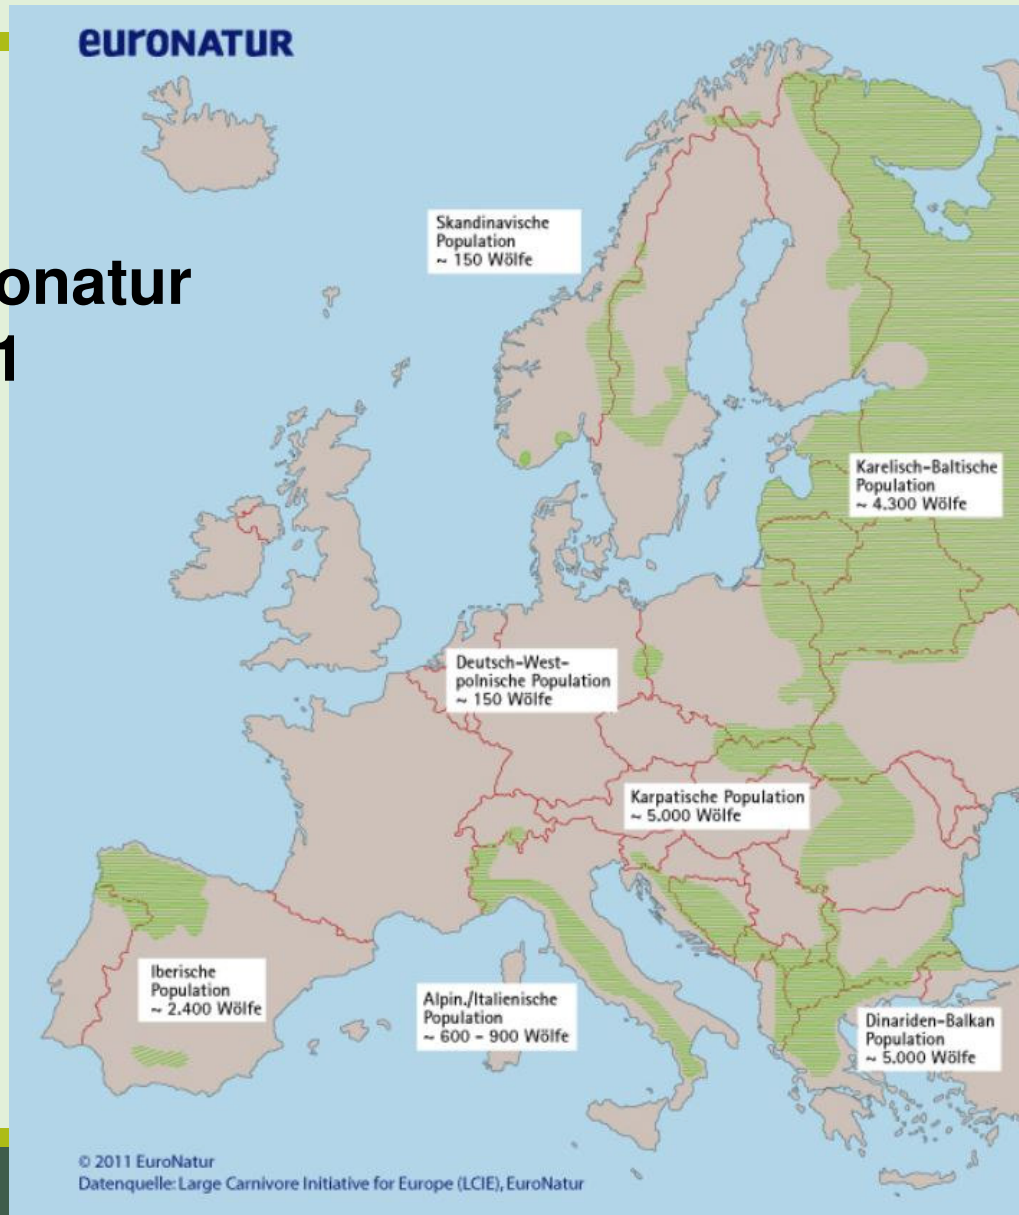 euronatur
Skandinavische
Population
~ 150 Wölfe
onatur
1
Karelisch-Baltische
Population
~ 4.300 Wölfe
Deutsch-West-
polnische Population
~ 150 Wölfe
Karpatische Population
~ 5.000 Wölfe
Iberische
Population
~ 2.400 Wölfe
Alpin./Italienische
Population
~ 600 - 900 Wölfe
Dinariden-Balkan
Population
~ 5.000 Wölfe
© 2011 EuroNatur
Datenquelle: Large Carnivore Initiative for Europe (LCIE), EuroNatur